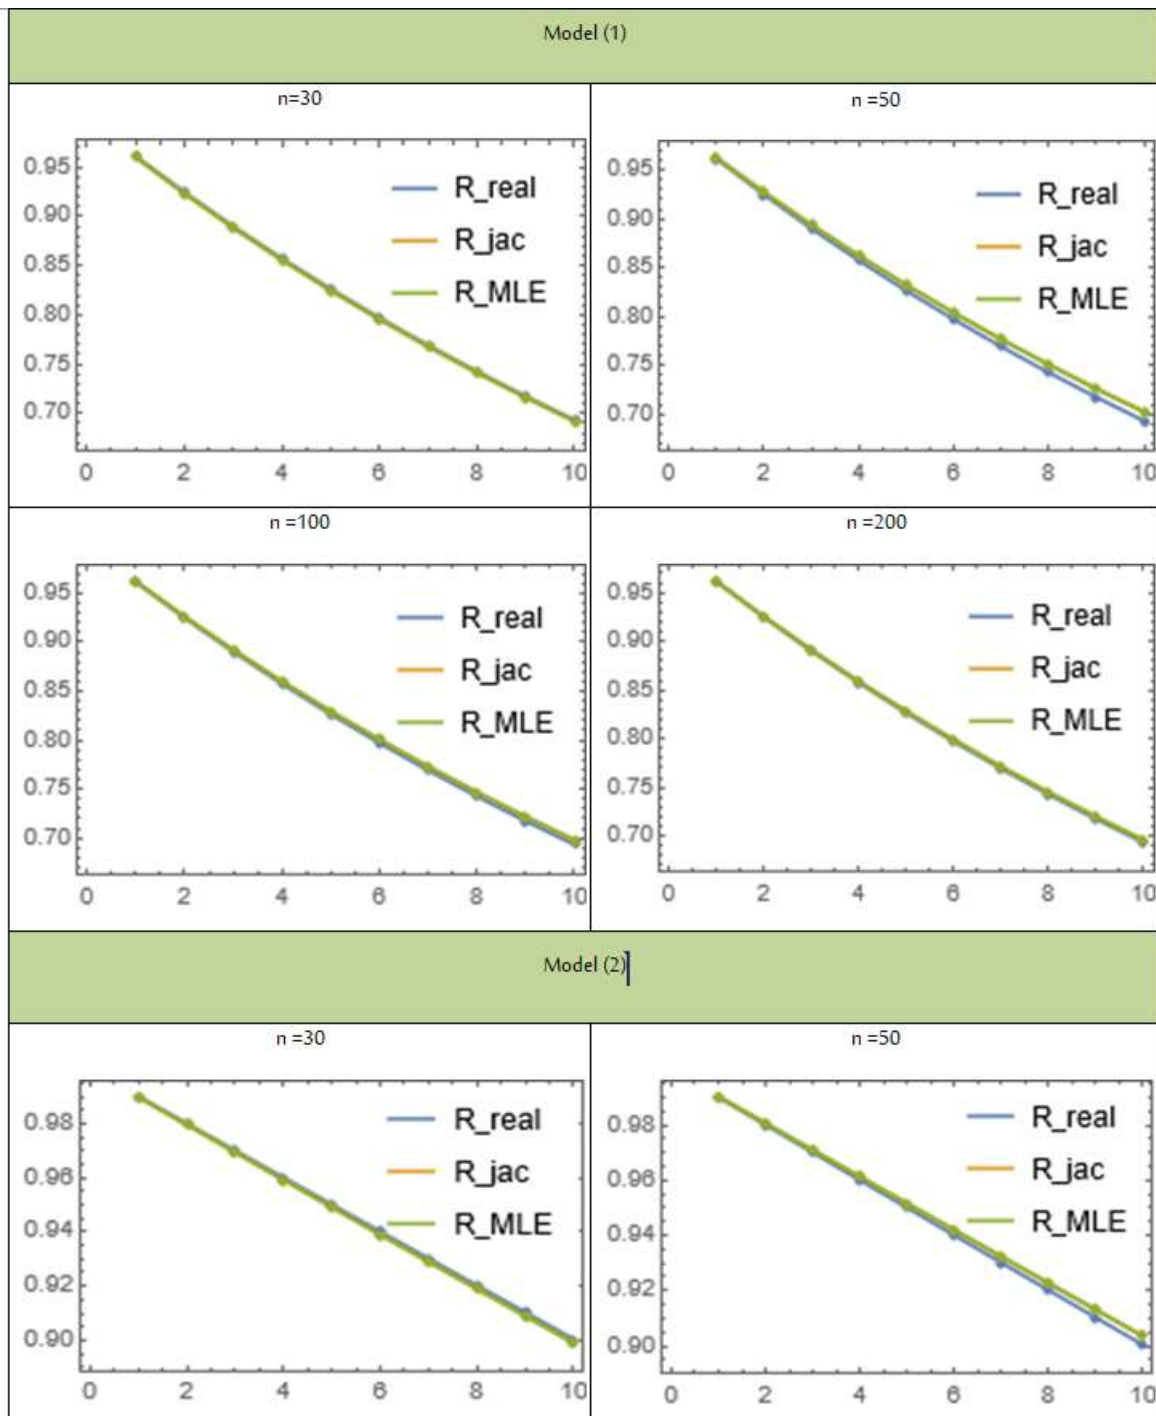 Model (1)
n=30
0.95
0.90
0.85
0.80
0.75
0.70
0 2 4 6 8 10
R_real
R_jac
R_MLE
n =50
0.95
0.90
0.85
0.80
0.75
0.70
0 2 4 6 8 10
R_real
R_jac
R_MLE
n =100
0.95
0.90
0.85
0.80
0.75
0.70
0 2 4 6 8 10
R_real
R_jac
R_MLE
n =200
0.95
0.90
0.85
0.80
0.75
0.70
0 2 4 6 8 10
R_real
R_jac
R_MLE
Model (2)
n =30
0.98
0.96
0.94
0.92
0.90
0 2 4 6 8 10
R_real
R_jac
R_MLE
n =50
0.98
0.96
0.94
0.92
0.90
0 2 4 6 8 10
R_real
R_jac
R_MLE